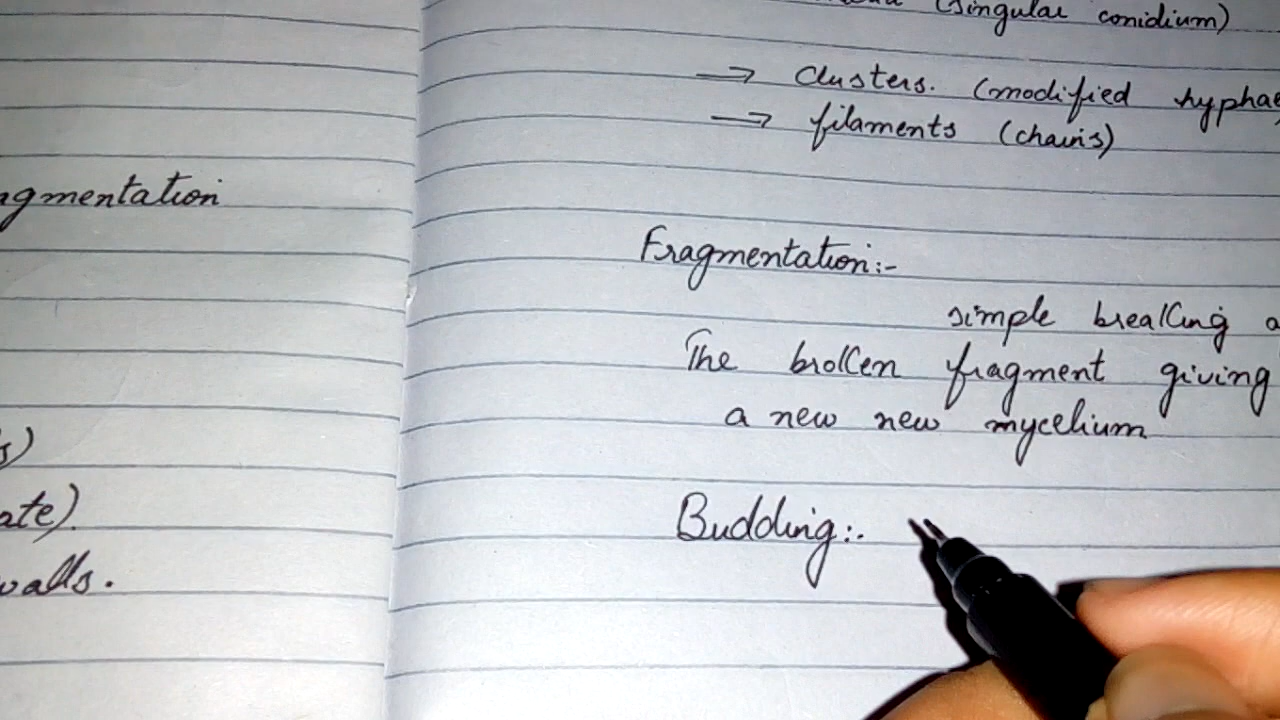 agmentation
s)
ate).
walls.
(singular conidium)
→ clusters. (modified hyphae)
→ filaments (chains)
Fragmentation:-
simple breaking a
The broken fragment giving
a new new mycelium
Budding:-